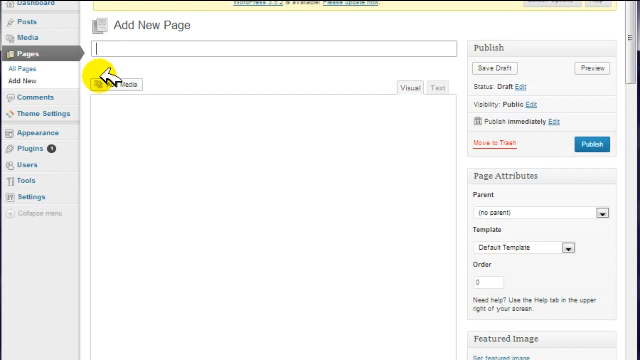 Dashboard
WordPress 3.5.2 is available! Please update now.
Posts
Media
Pages
All Pages
Add New
Comments
Theme Settings
Appearance
Plugins 1
Users
Tools
Settings
Collapse menu
Add New Page
Media
Visual
Text
Publish
Save Draft
Preview
Status: Draft Edit
Visibility: Public Edit
Publish immediately Edit
Move to Trash
Publish
Page Attributes
Parent
(no parent)
Template
Default Template
Order
0
Need help? Use the Help tab in the upper
right of your screen.
Featured Image
Set featured image